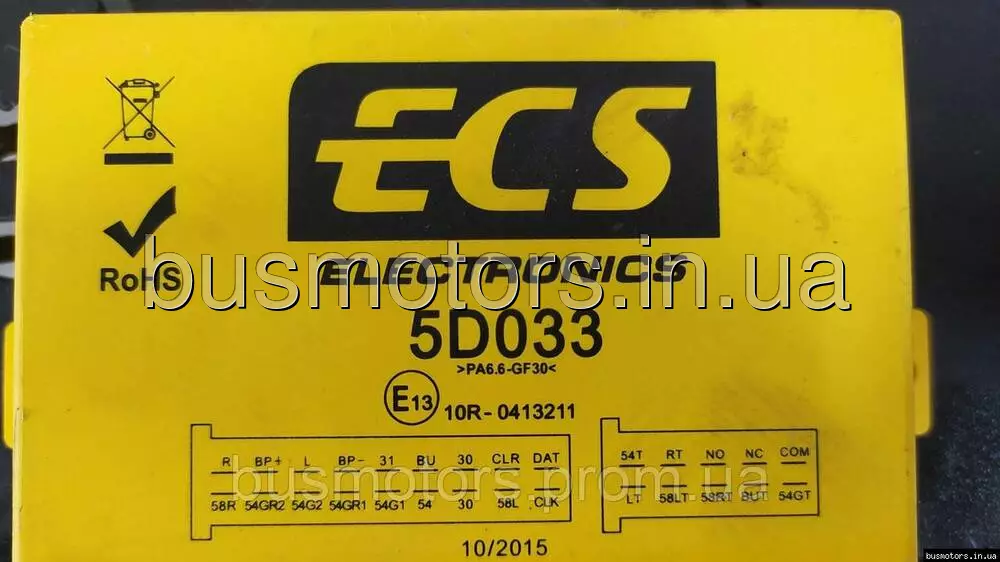 ECS
ELECTRONICS
RoHS
busmotors.in.ua
5D033
>PA6.6-GF30<
E13 10R-0413211
R BP+ L BP- 31 BU 30 CLR DAT
58R 54GR2 54G2 54GR1 54G1 54 30 58L CLK
54T RT NO NC COM
LT 58LT 58RT BUT 54GT
busmotors.prom.ua
10/2015
busmotors.in.ua